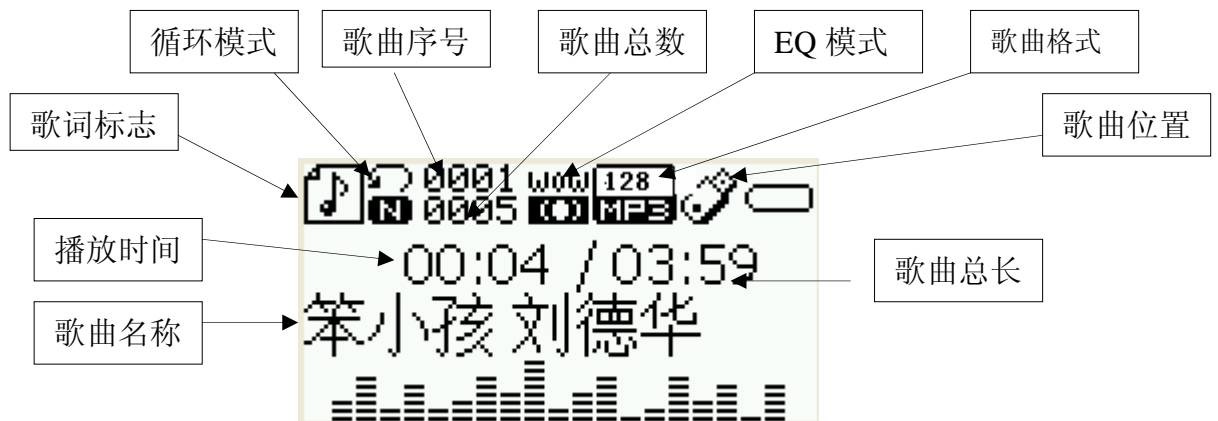 循环模式 歌曲序号 歌曲总数 EQ 模式 歌曲格式
歌词标志 歌曲位置
0001 WOW 128
N 0005 MP3
播放时间 00:04 / 03:59 歌曲总长
歌曲名称 笨小孩 刘德华